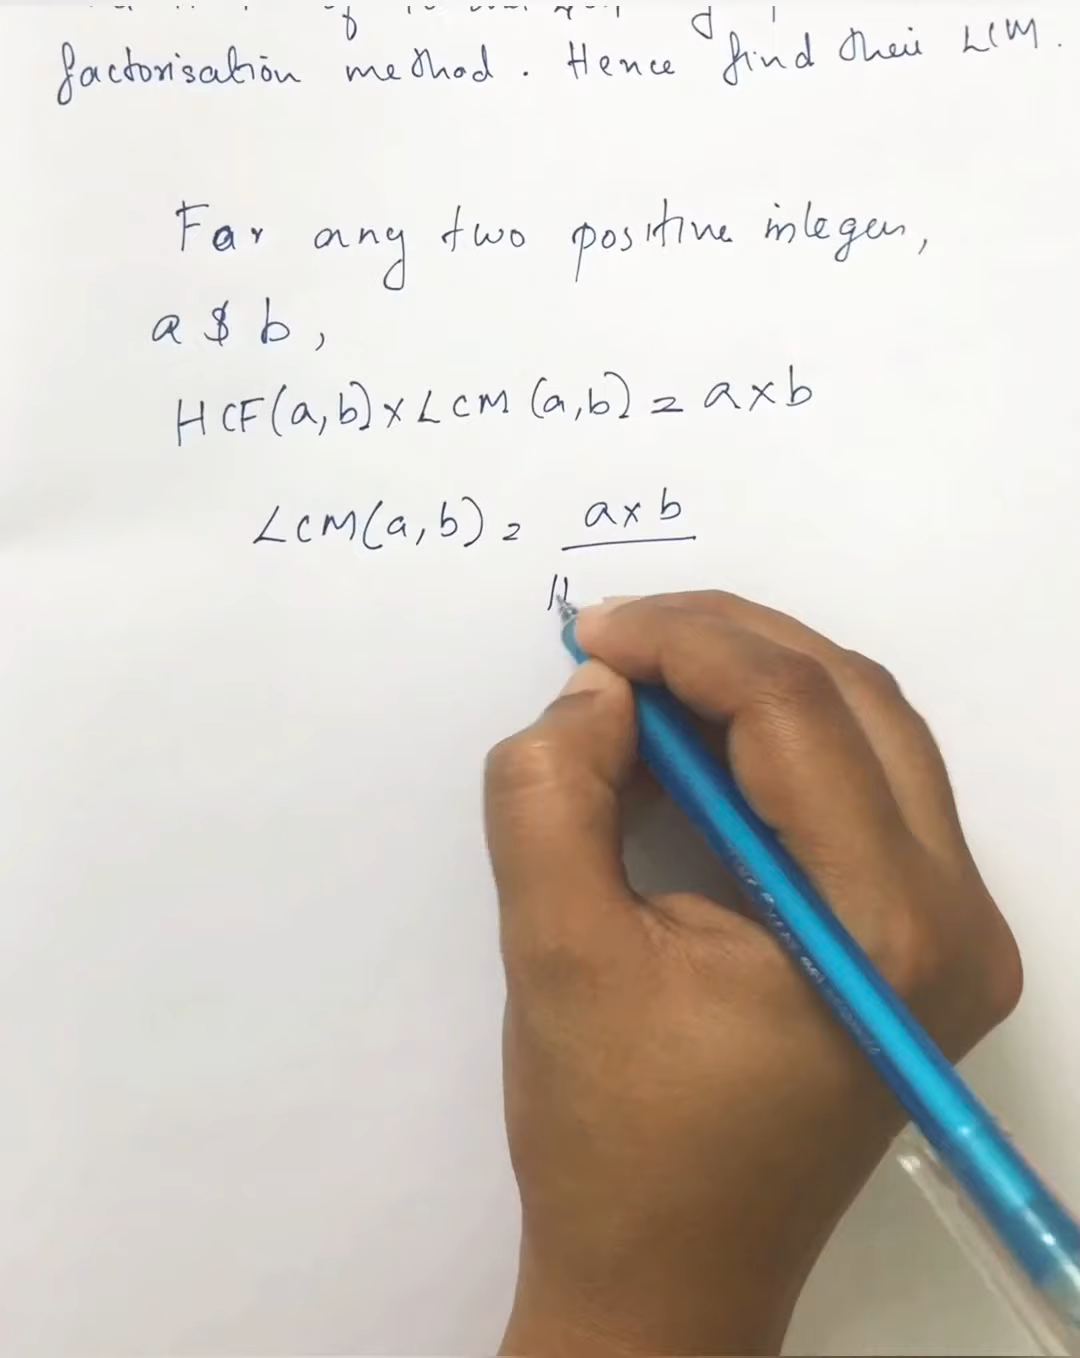 factorisation method. Hence find their LCM.
For any two positive integers,
a $ b,
HCF(a,b) x LCM (a,b) = a x b
LCM(a,b) = a x b
H